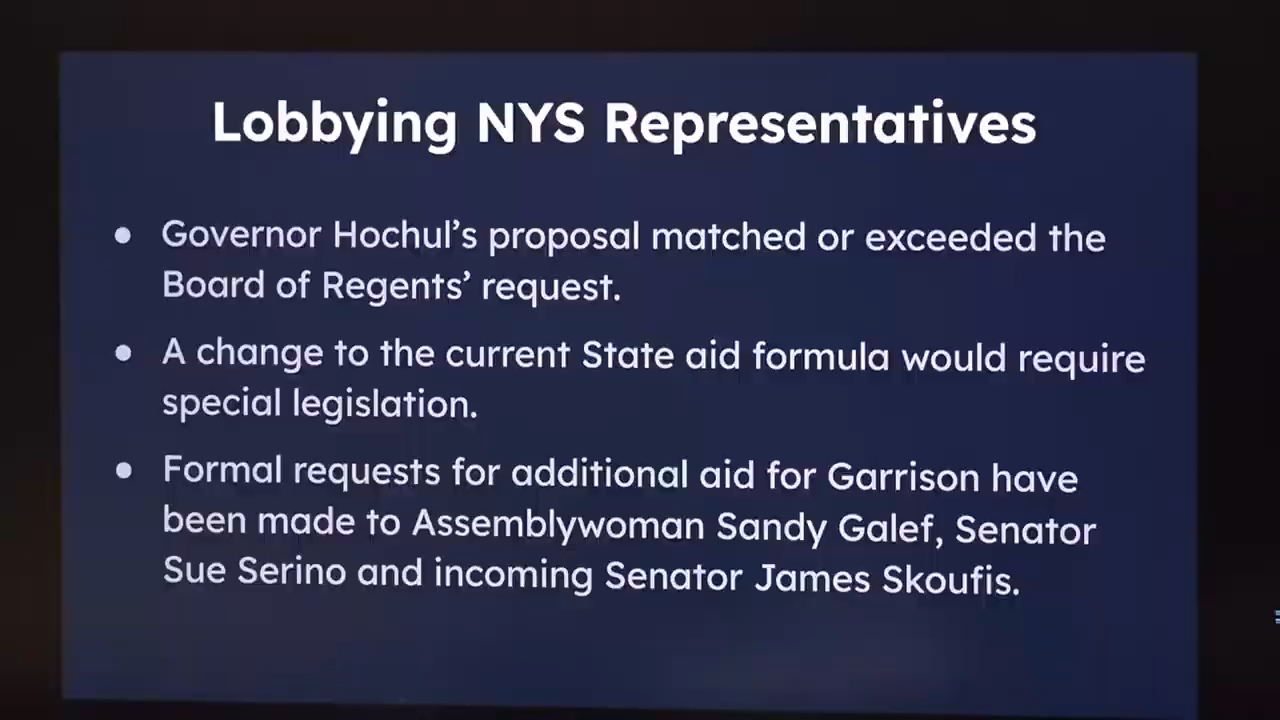 Lobbying NYS Representatives
● Governor Hochul’s proposal matched or exceeded the
Board of Regents’ request.
● A change to the current State aid formula would require
special legislation.
● Formal requests for additional aid for Garrison have
been made to Assemblywoman Sandy Galef, Senator
Sue Serino and incoming Senator James Skoufis.